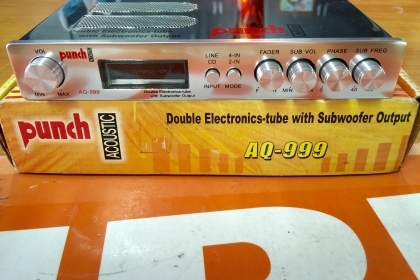 VOL
punch
MIN
MAX
AQ-999
Double Electronics-tube
with Subwoofer Output
LINE
CD
INPUT
4-IN
2-IN
MODE
FADER
SUB VOL
PHASE
SUB FREQ
MIN
40
punch
ACOUSTIC
Double Electronics-tube with Subwoofer Output
AQ-999